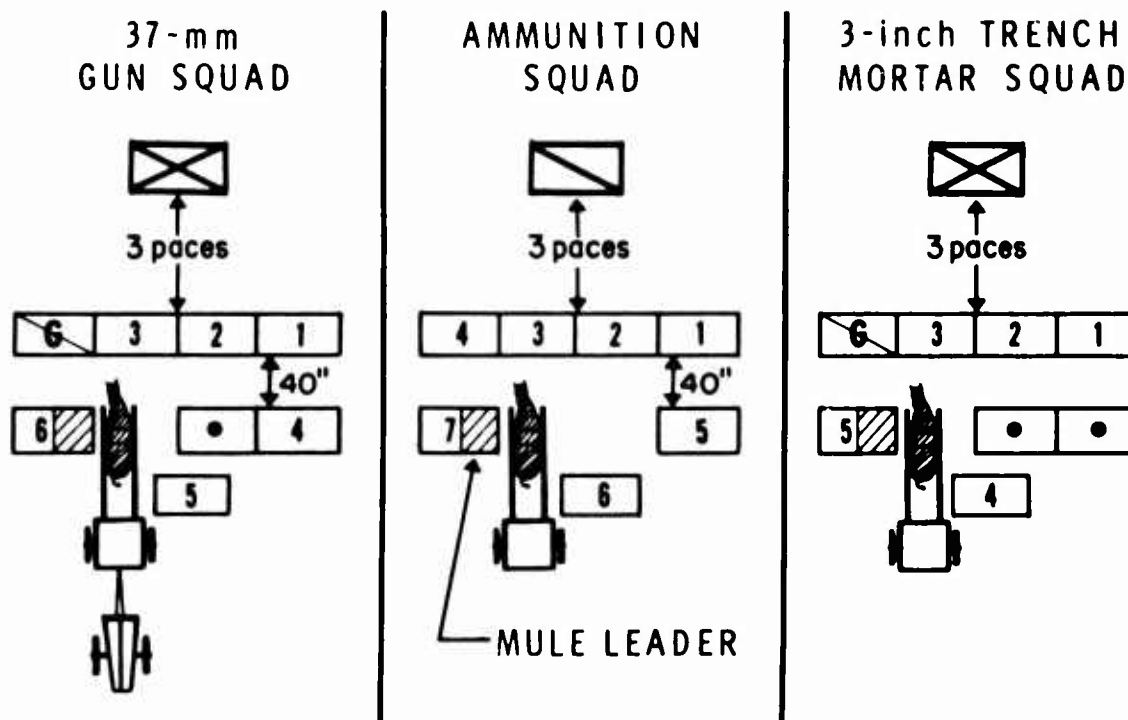 37-mm
GUN SQUAD
3 paces
G 3 2 1
40"
6 4
5
AMMUNITION
SQUAD
3 paces
4 3 2 1
40"
7 5
6
MULE LEADER
3-inch TRENCH
MORTAR SQUAD
3 paces
G 3 2 1
5
4